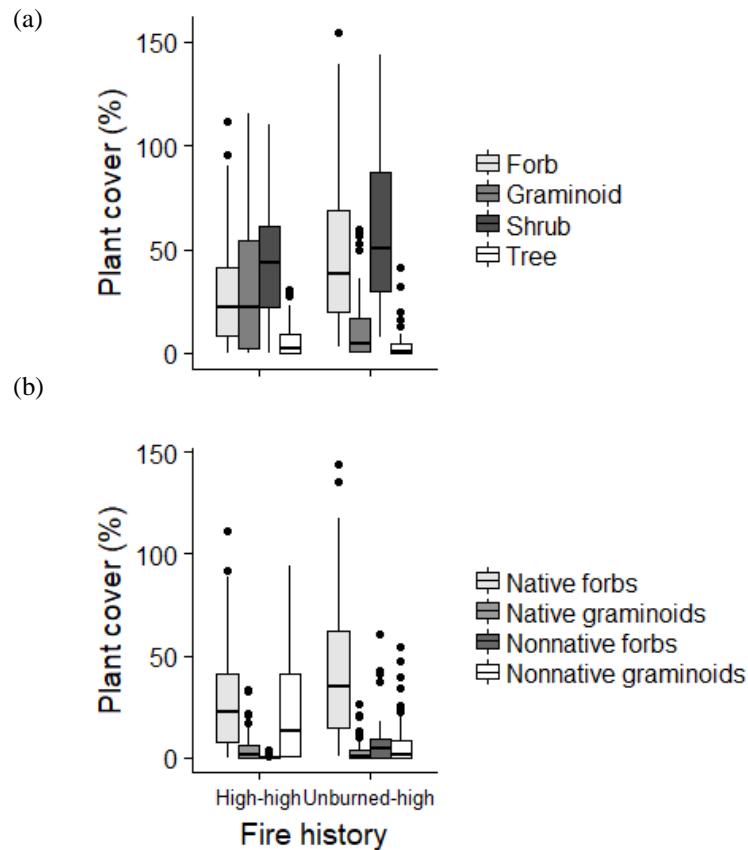 (a)
Plant cover (%)
150
100
50
0
Forb
Graminoid
Shrub
Tree
(b)
Plant cover (%)
150
100
50
0
Native forbs
Native graminoids
Nonnative forbs
Nonnative graminoids
High-high Unburned-high
Fire history